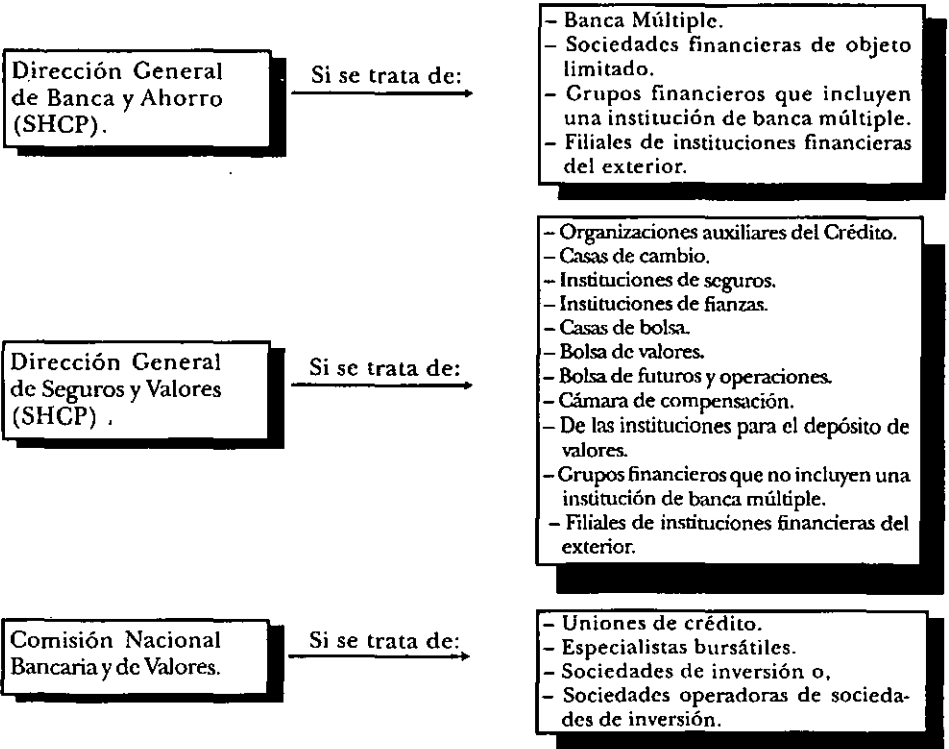 Dirección General
de Banca y Ahorro
(SHCP).
Si se trata de:
– Banca Múltiple.
– Sociedades financieras de objeto
limitado.
– Grupos financieros que incluyen
una institución de banca múltiple.
– Filiales de instituciones financieras
del exterior.
Dirección General
de Seguros y Valores
(SHCP) .
Si se trata de:
– Organizaciones auxiliares del Crédito.
– Casas de cambio.
– Instituciones de seguros.
– Instituciones de fianzas.
– Casas de bolsa.
– Bolsa de valores.
– Bolsa de futuros y operaciones.
– Cámara de compensación.
– De las instituciones para el depósito de
valores.
– Grupos financieros que no incluyen una
institución de banca múltiple.
– Filiales de instituciones financieras del
exterior.
Comisión Nacional
Bancaria y de Valores.
Si se trata de:
– Uniones de crédito.
– Especialistas bursátiles.
– Sociedades de inversión o,
– Sociedades operadoras de socieda-
des de inversión.